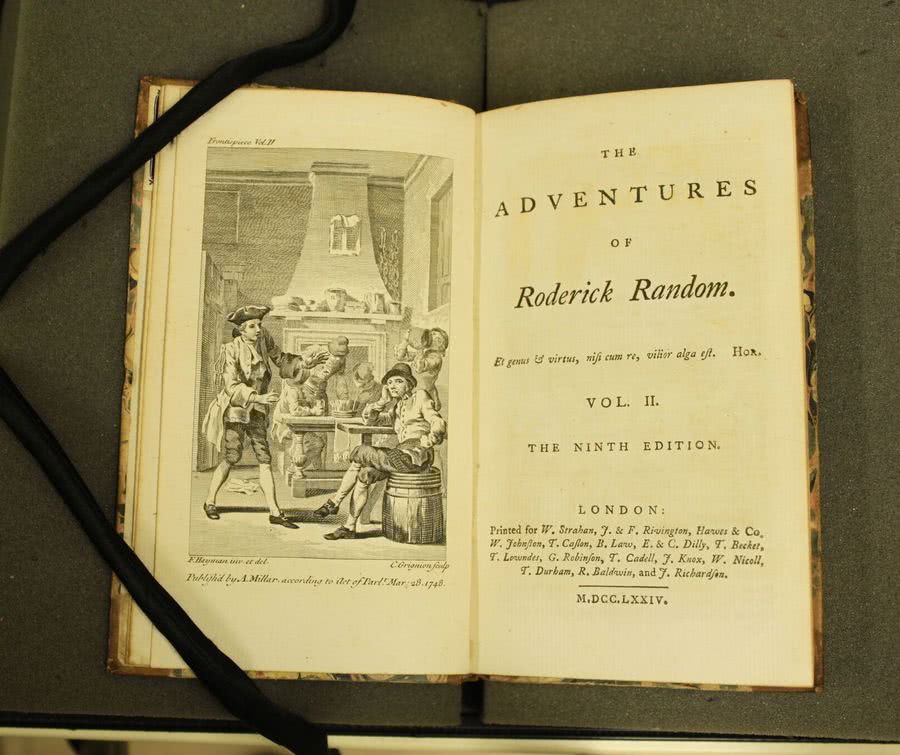 Frontispiece Vol. II
F. Hayman inv. et del.
C. Grignion sculp
Publish'd by A. Millar according to Act of Parlt. Mar. 28. 1748.
THE
ADVENTURES
OF
Roderick Random.
Et genus & virtus, niſi cum re, vilior alga eſt. HOR.
VOL. II.
THE NINTH EDITION.
LONDON:
Printed for W. Strahan, J. & F. Rivington, Hawes & Co.
W. Johnſton, T. Caſlon, B. Law, E. & C. Dilly, T. Becket,
T. Lowndes, G. Robinſon, T. Cadell, J. Knox, W. Nicoll,
T. Durham, R. Baldwin, and J. Richardſon.
M.DCC.LXXIV.